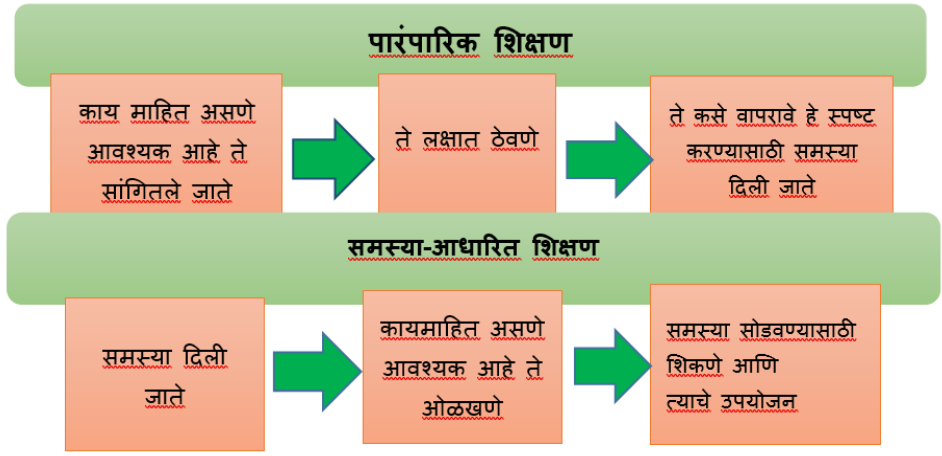 पारंपारिक शिक्षण
काय माहित असणे
आवश्यक आहे ते
सांगितले जाते
ते लक्षात ठेवणे
ते कसे वापरावे हे स्पष्ट
करण्यासाठी समस्या
दिली जाते
समस्या-आधारित शिक्षण
समस्या दिली
जाते
कायमाहित असणे
आवश्यक आहे ते
ओळखणे
समस्या सोडवण्यासाठी
शिकणे आणि
त्याचे उपयोजन